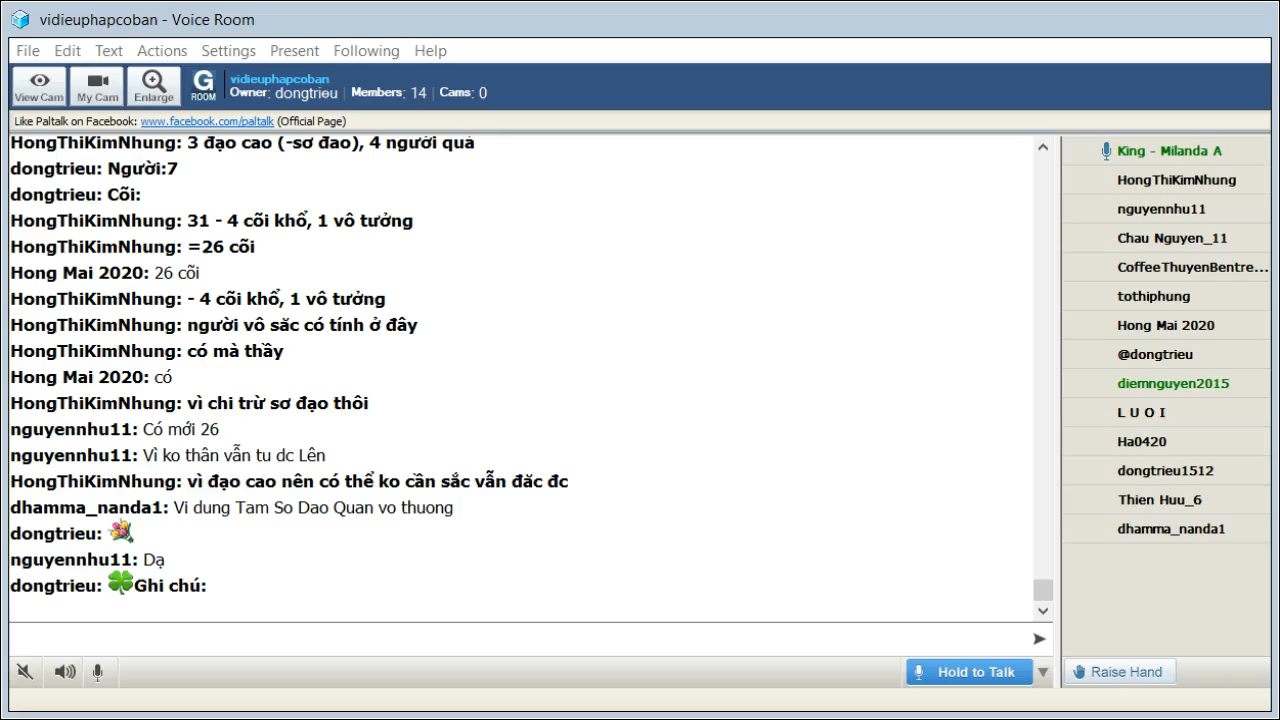 vidieuphapcoban - Voice Room
File Edit Text Actions Settings Present Following Help
View Cam My Cam Enlarge G ROOM vidieuphapcoban
Owner: dongtrieu Members: 14 Cams: 0
Like Paltalk on Facebook: www.facebook.com/paltalk (Official Page)
HongThiKimNhung: 3 đạo cao (-sơ đao), 4 người quả
dongtrieu: Người:7
dongtrieu: Cõi:
HongThiKimNhung: 31 - 4 cõi khổ, 1 vô tưởng
HongThiKimNhung: =26 cõi
Hong Mai 2020: 26 cõi
HongThiKimNhung: - 4 cõi khổ, 1 vô tưởng
HongThiKimNhung: người vô săc có tính ở đây
HongThiKimNhung: có mà thầy
Hong Mai 2020: có
HongThiKimNhung: vì chi trừ sơ đạo thôi
nguyennhu11: Có mới 26
nguyennhu11: Vì ko thân vẫn tu dc Lên
HongThiKimNhung: vì đạo cao nên có thể ko cần sắc vẫn đăc đc
dhamma_nanda1: Vi dung Tam So Dao Quan vo thuong
dongtrieu:
nguyennhu11: Dạ
dongtrieu: Ghi chú:
King - Milanda A
HongThiKimNhung
nguyennhu11
Chau Nguyen_11
CoffeeThuyenBentre...
tothiphung
Hong Mai 2020
@dongtrieu
diemnguyen2015
L U O I
Ha0420
dongtrieu1512
Thien Huu_6
dhamma_nanda1
Hold to Talk
Raise Hand